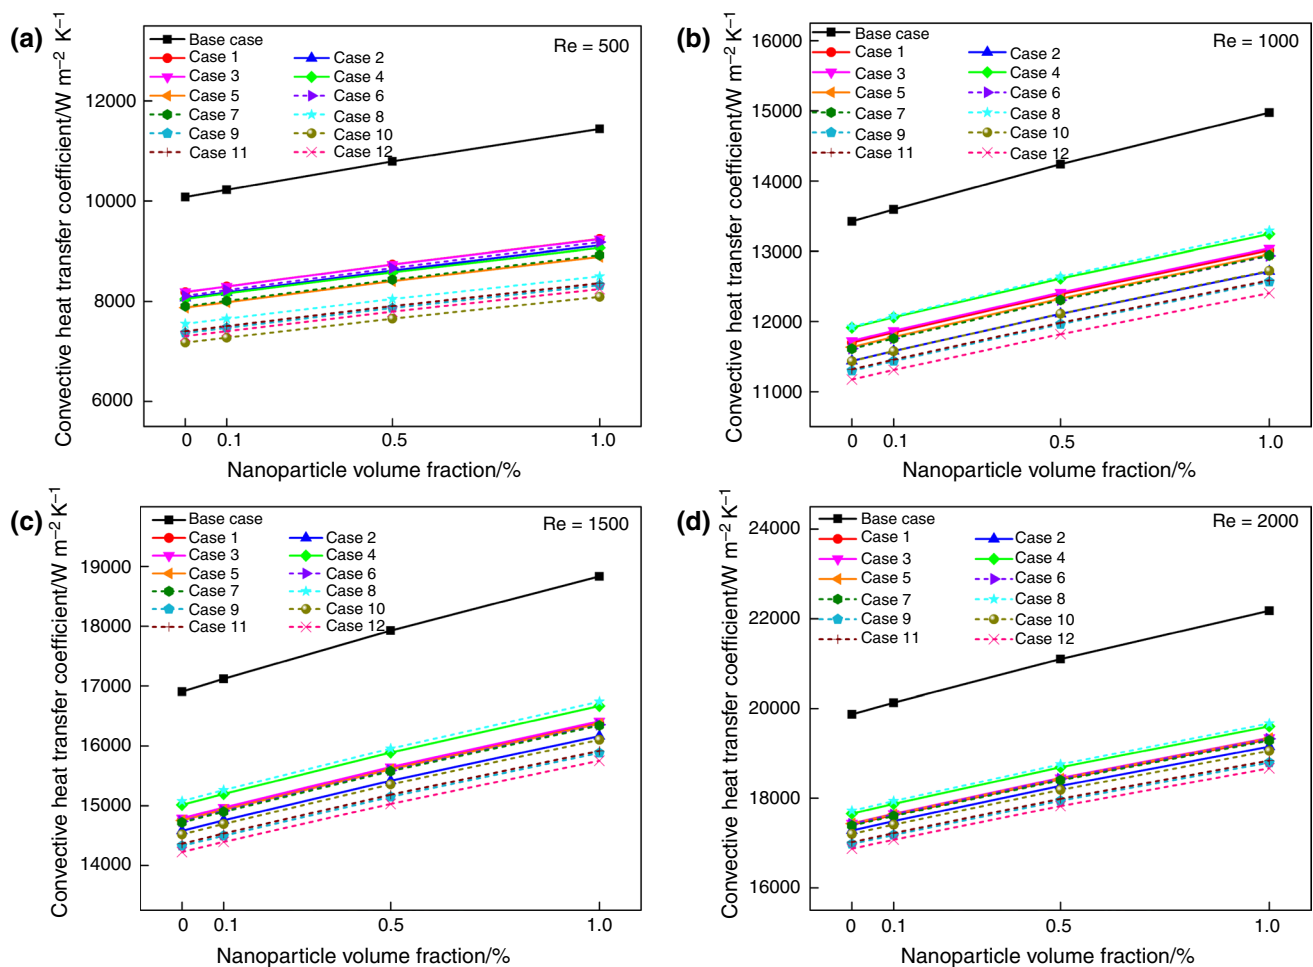 (a)
Convective heat transfer coefficient/W m⁻² K⁻¹
12000
10000
8000
6000
Base case
Case 1
Case 2
Case 3
Case 4
Case 5
Case 6
Case 7
Case 8
Case 9
Case 10
Case 11
Case 12
Re = 500
0
0.1
0.5
1.0
Nanoparticle volume fraction/%
(b)
Convective heat transfer coefficient/W m⁻² K⁻¹
16000
15000
14000
13000
12000
11000
Base case
Case 1
Case 2
Case 3
Case 4
Case 5
Case 6
Case 7
Case 8
Case 9
Case 10
Case 11
Case 12
Re = 1000
0
0.1
0.5
1.0
Nanoparticle volume fraction/%
(c)
Convective heat transfer coefficient/W m⁻² K⁻¹
19000
18000
17000
16000
15000
14000
Base case
Case 1
Case 2
Case 3
Case 4
Case 5
Case 6
Case 7
Case 8
Case 9
Case 10
Case 11
Case 12
Re = 1500
0
0.1
0.5
1.0
Nanoparticle volume fraction/%
(d)
Convective heat transfer coefficient/W m⁻² K⁻¹
24000
22000
20000
18000
16000
Base case
Case 1
Case 2
Case 3
Case 4
Case 5
Case 6
Case 7
Case 8
Case 9
Case 10
Case 11
Case 12
Re = 2000
0
0.1
0.5
1.0
Nanoparticle volume fraction/%